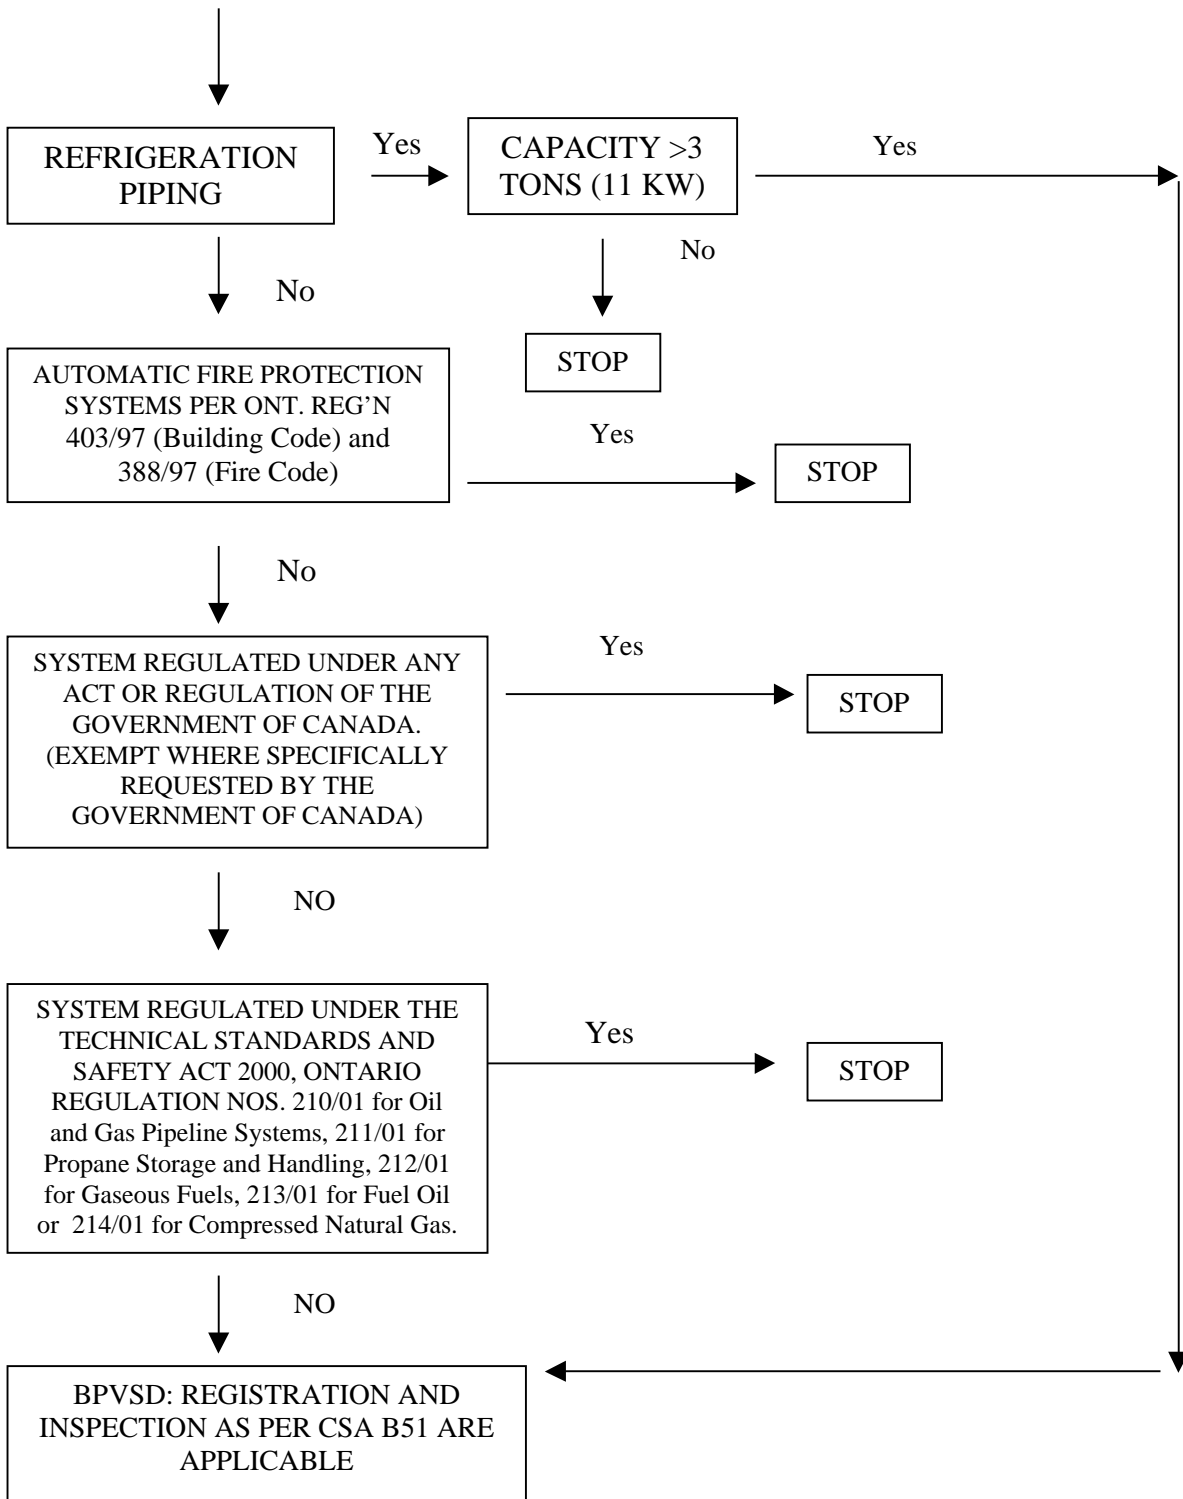 REFRIGERATION
PIPING
Yes
CAPACITY >3
TONS (11 KW)
Yes
No
No
STOP
AUTOMATIC FIRE PROTECTION
SYSTEMS PER ONT. REG'N
403/97 (Building Code) and
388/97 (Fire Code)
Yes
STOP
No
SYSTEM REGULATED UNDER ANY
ACT OR REGULATION OF THE
GOVERNMENT OF CANADA.
(EXEMPT WHERE SPECIFICALLY
REQUESTED BY THE
GOVERNMENT OF CANADA)
Yes
STOP
NO
SYSTEM REGULATED UNDER THE
TECHNICAL STANDARDS AND
SAFETY ACT 2000, ONTARIO
REGULATION NOS. 210/01 for Oil
and Gas Pipeline Systems, 211/01 for
Propane Storage and Handling, 212/01
for Gaseous Fuels, 213/01 for Fuel Oil
or 214/01 for Compressed Natural Gas.
Yes
STOP
NO
BPVSD: REGISTRATION AND
INSPECTION AS PER CSA B51 ARE
APPLICABLE